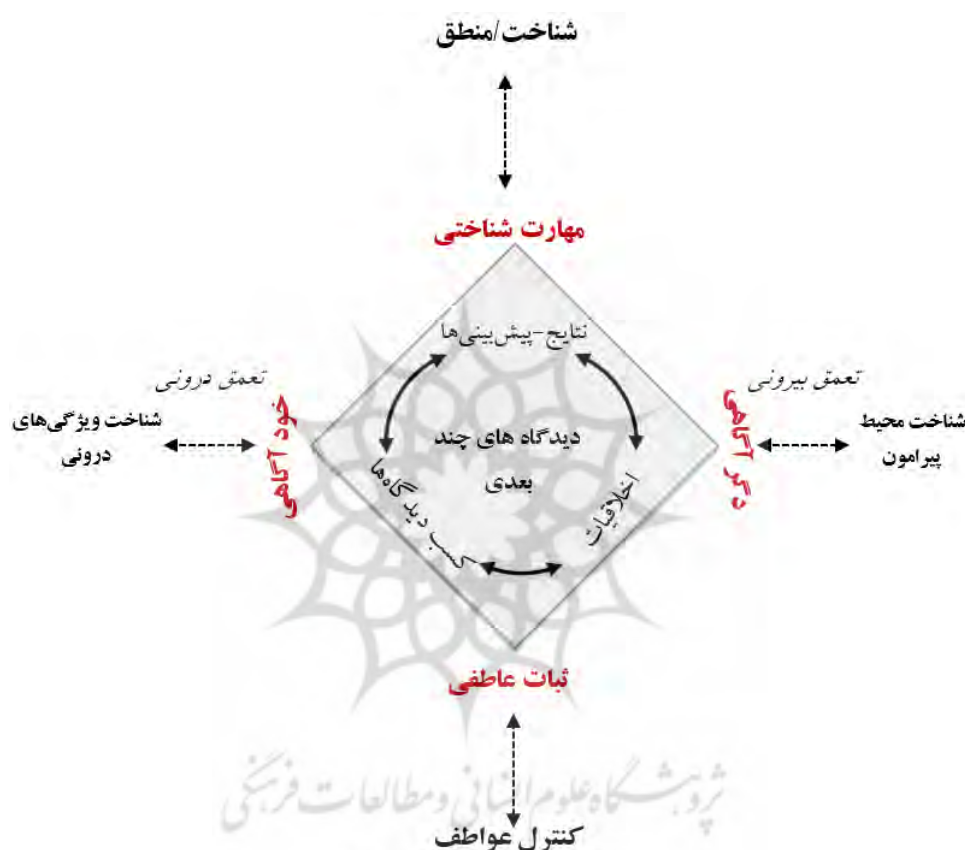 شناخت/منطق
مهارت شناختی
نتایج-پیش‌بینی‌ها
تعمق بیرونی
تعمق درونی
شناخت محیط
پیرامون
دگر آگاهی
دیدگاه های چند
بعدی
خود آگاهی
شناخت ویژگی‌های
درونی
اخلاقیات
کسب دیدگاه‌ها
ثبات عاطفی
پژوهشگاه علوم انسانی و مطالعات فرهنگی
کنترل عواطف